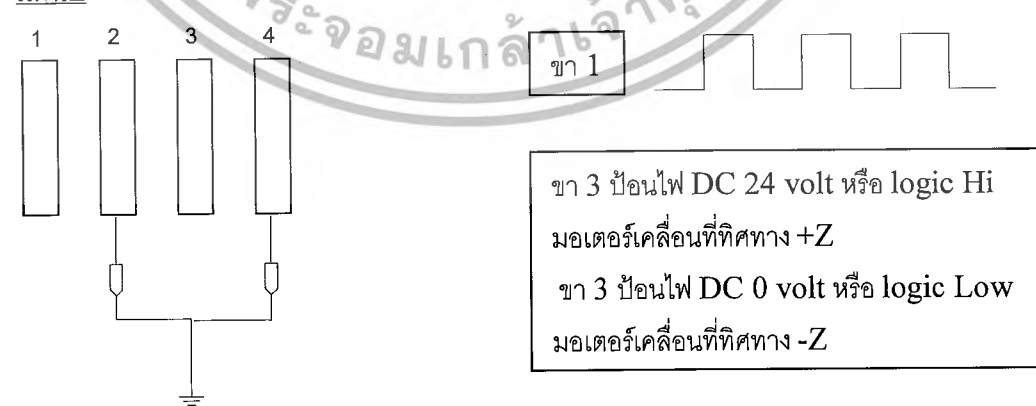 1 2 3 4
ขา 1
ขา 3 ป้อนไฟ DC 24 volt หรือ logic Hi
มอเตอร์เคลื่อนที่ทิศทาง +Z
ขา 3 ป้อนไฟ DC 0 volt หรือ logic Low
มอเตอร์เคลื่อนที่ทิศทาง -Z